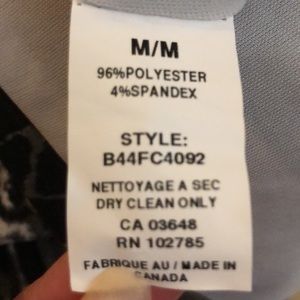 M/M
96%POLYESTER
4%SPANDEX
STYLE:
B44FC4092
NETTOYAGE A SEC
DRY CLEAN ONLY
CA 03648
RN 102785
FABRIQUE AU / MADE IN
CANADA